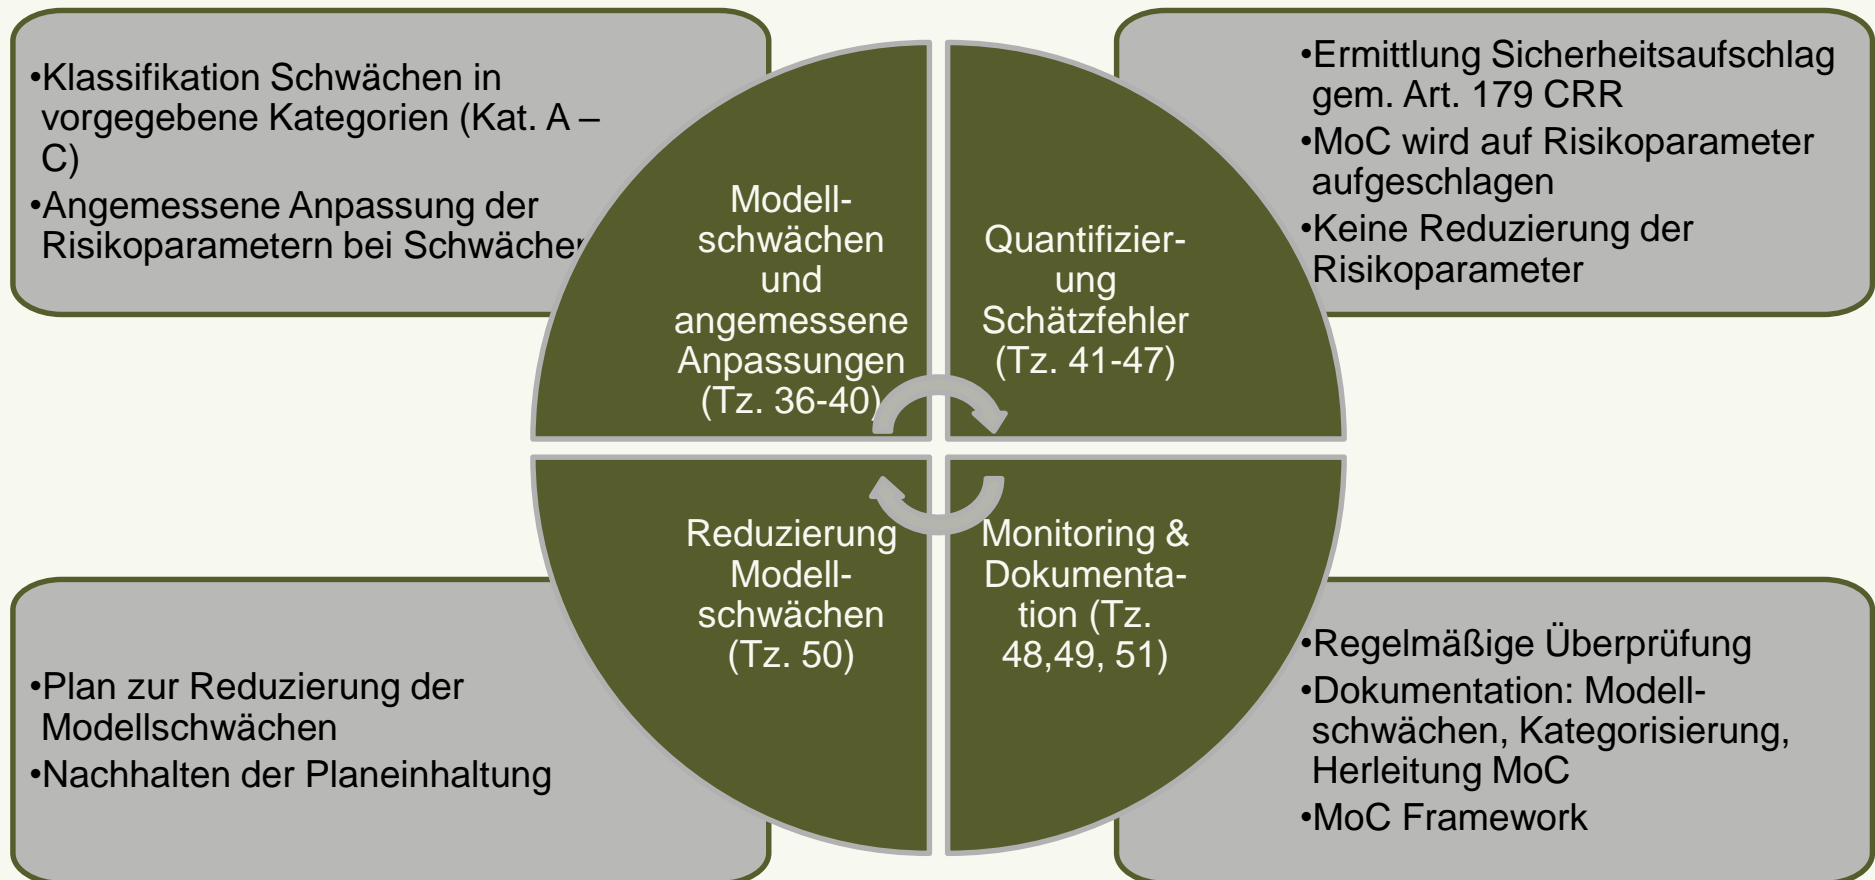 •Klassifikation Schwächen in
vorgegebene Kategorien (Kat. A –
C)
•Angemessene Anpassung der
Risikoparametern bei Schwächen
Modell-
schwächen
und
angemessene
Anpassungen
(Tz. 36-40)
Quantifizier-
ung
Schätzfehler
(Tz. 41-47)
•Ermittlung Sicherheitsaufschlag
gem. Art. 179 CRR
•MoC wird auf Risikoparameter
aufgeschlagen
•Keine Reduzierung der
Risikoparameter
•Plan zur Reduzierung der
Modellschwächen
•Nachhalten der Planeinhaltung
Reduzierung
Modell-
schwächen
(Tz. 50)
Monitoring &
Dokumenta-
tion (Tz.
48,49, 51)
•Regelmäßige Überprüfung
•Dokumentation: Modell-
schwächen, Kategorisierung,
Herleitung MoC
•MoC Framework